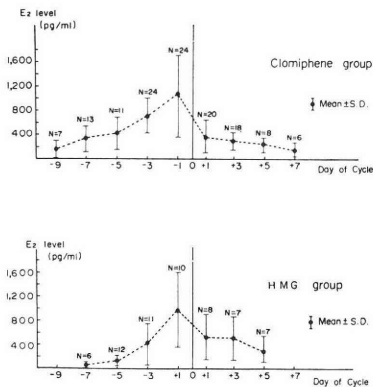 E₂ level
(pg/ml)
N=24
1,600
Clomiphene group
1,200
N=24
Mean ± S.D.
800
N=13
N=11
N=20
N=18
N=8
400
N=7
N=6
-9 -7 -5 -3 -1 0 +1 +3 +5 +7
Day of Cycle
E₂ level
(pg/ml)
N=10
1,600
HMG group
1,200
N=11
N=8
N=7
Mean ± S.D.
800
N=7
400
N=6
N=12
-9 -7 -5 -3 +1 0 +1 +3 +5 +7
Day of Cycle